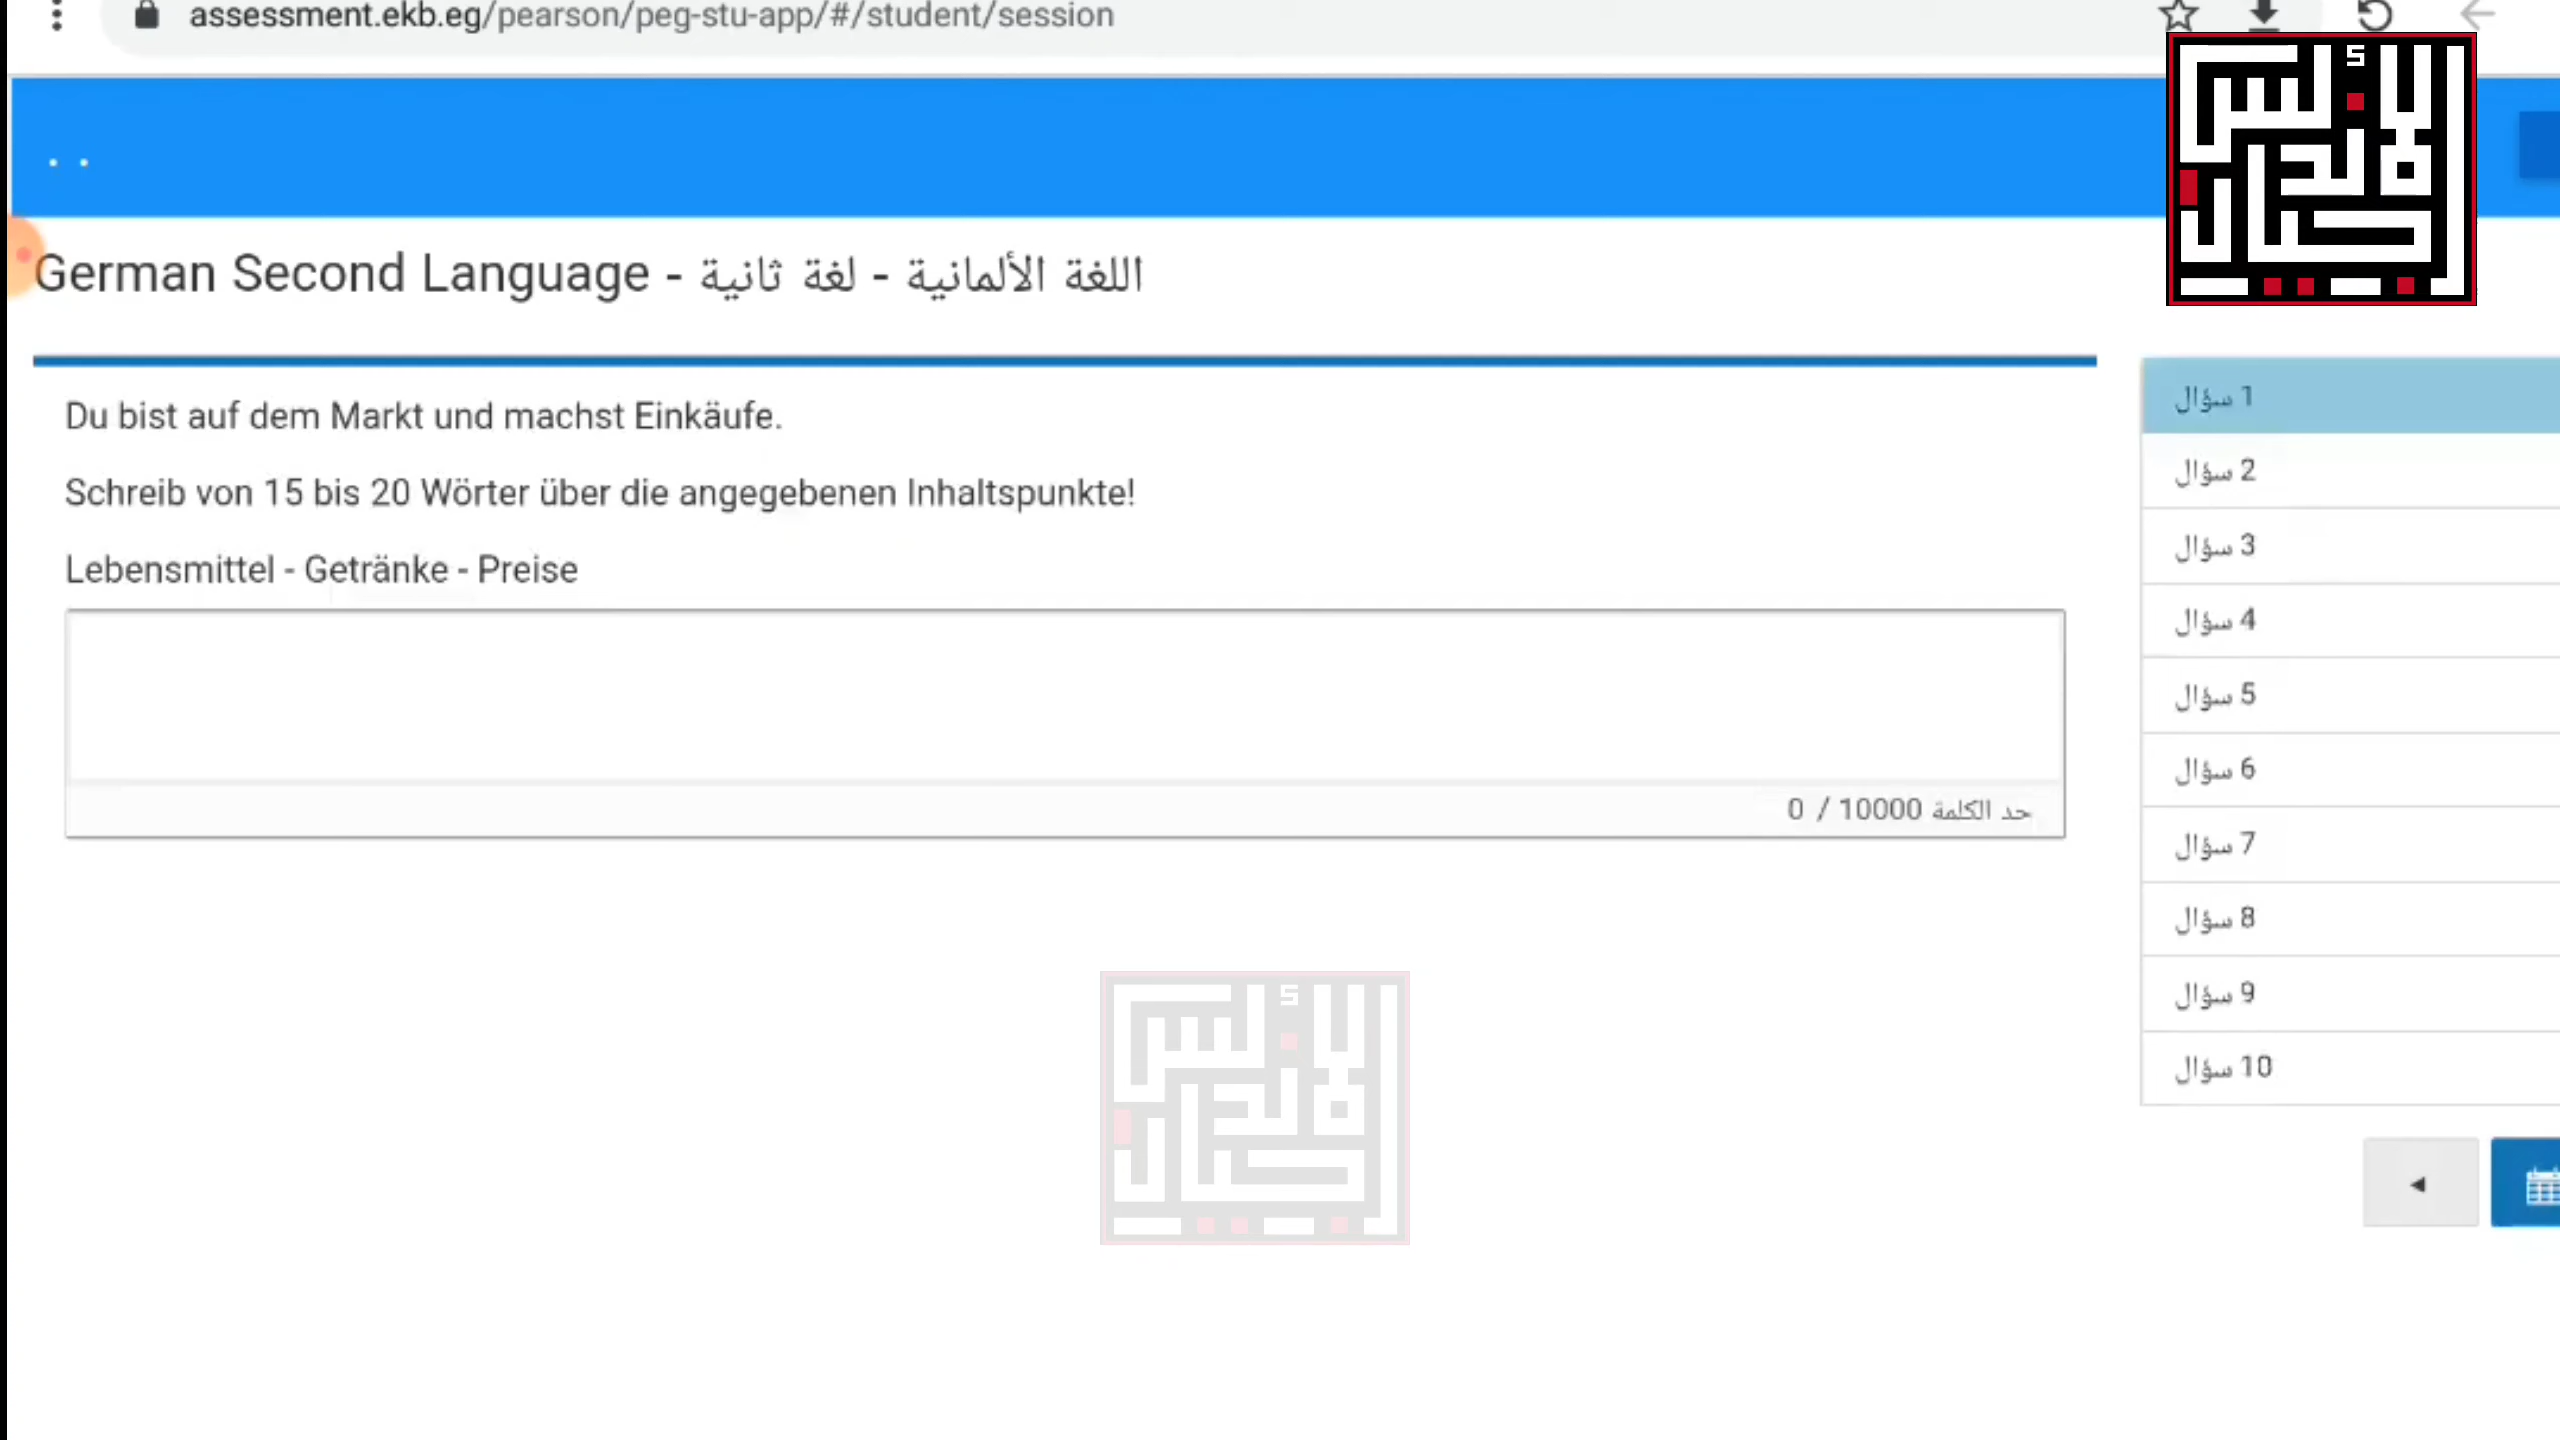 assessment.ekb.eg/pearson/peg-stu-app/#/student/session
German Second Language - اللغة الألمانية - لغة ثانية
Du bist auf dem Markt und machst Einkäufe.
Schreib von 15 bis 20 Wörter über die angegebenen Inhaltspunkte!
Lebensmittel - Getränke - Preise
0 / 10000 حد الكلمة
سؤال 1
سؤال 2
سؤال 3
سؤال 4
سؤال 5
سؤال 6
سؤال 7
سؤال 8
سؤال 9
سؤال 10